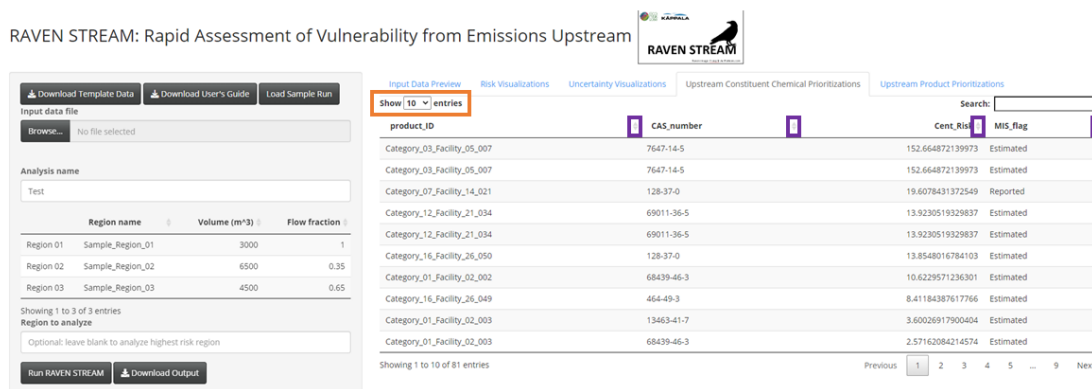 RAVEN STREAM: Rapid Assessment of Vulnerability from Emissions Upstream
KÄPPALA
RAVEN STREAM
Download Template Data Download User's Guide Load Sample Run
Input data file
Browse... No file selected
Analysis name
Test
Region name Volume (m^3) Flow fraction
Region 01 Sample_Region_01 3000 1
Region 02 Sample_Region_02 6500 0.35
Region 03 Sample_Region_03 4500 0.65
Showing 1 to 3 of 3 entries
Region to analyze
Optional: leave blank to analyze highest risk region
Run RAVEN STREAM Download Output
Input Data Preview Risk Visualizations Uncertainty Visualizations Upstream Constituent Chemical Prioritizations Upstream Product Prioritizations
Show 10 entries Search:
product_ID CAS_number Cent_Risk MIS_flag
Category_03_Facility_05_007 7647-14-5 152.664872139973 Estimated
Category_03_Facility_05_007 7647-14-5 152.664872139973 Estimated
Category_07_Facility_14_021 128-37-0 19.6078431372549 Reported
Category_12_Facility_21_034 69011-36-5 13.9230519329837 Estimated
Category_12_Facility_21_034 69011-36-5 13.9230519329837 Estimated
Category_16_Facility_26_050 128-37-0 13.8548016784103 Estimated
Category_01_Facility_02_002 68439-46-3 10.6229571236301 Estimated
Category_16_Facility_26_049 464-49-3 8.41184387617766 Estimated
Category_01_Facility_02_003 13463-41-7 3.60026917900404 Estimated
Category_01_Facility_02_003 68439-46-3 2.57162084214574 Estimated
Showing 1 to 10 of 81 entries Previous 1 2 3 4 5 ... 9 Nex